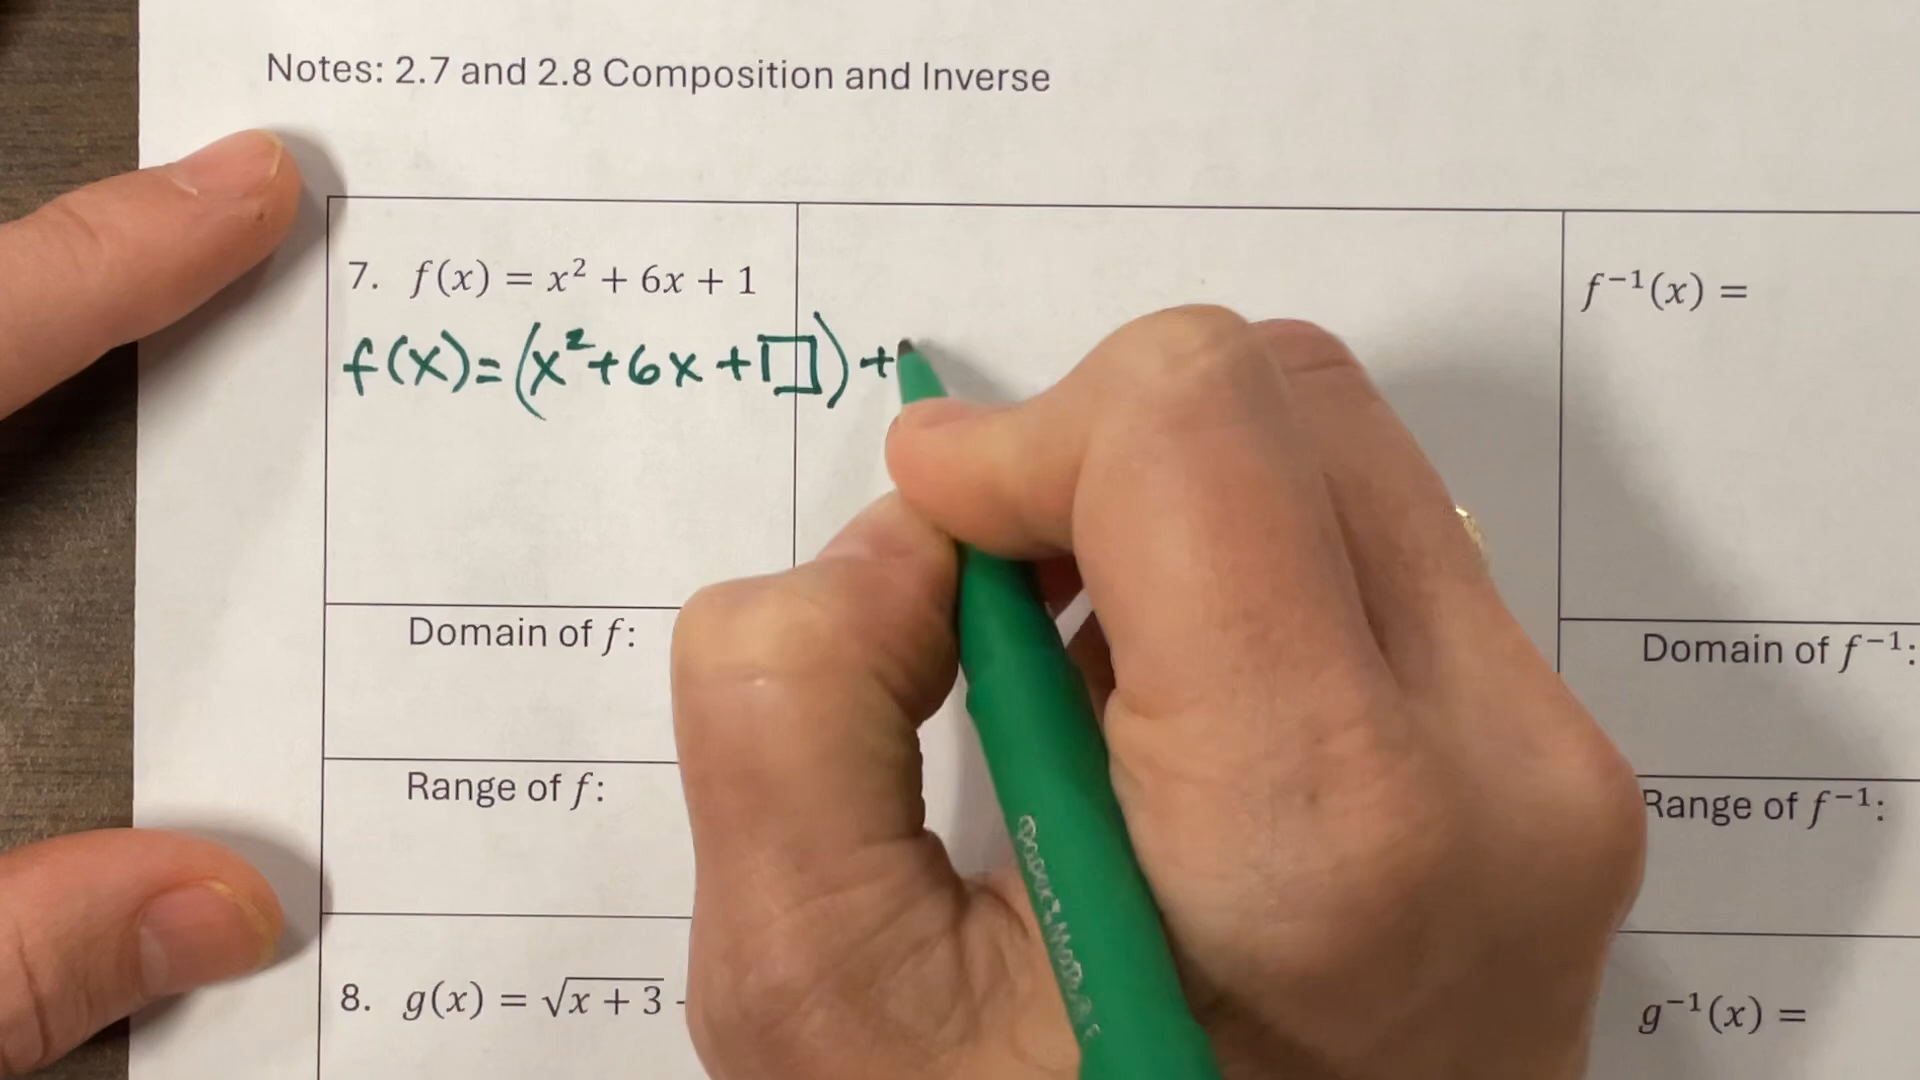 Notes: 2.7 and 2.8 Composition and Inverse
7. f(x) = x² + 6x + 1
f(x)=(x²+6x+□)+
f⁻¹(x) =
Domain of f:
Domain of f⁻¹:
Range of f:
Range of f⁻¹:
8. g(x) = √(x + 3) -
g⁻¹(x) =